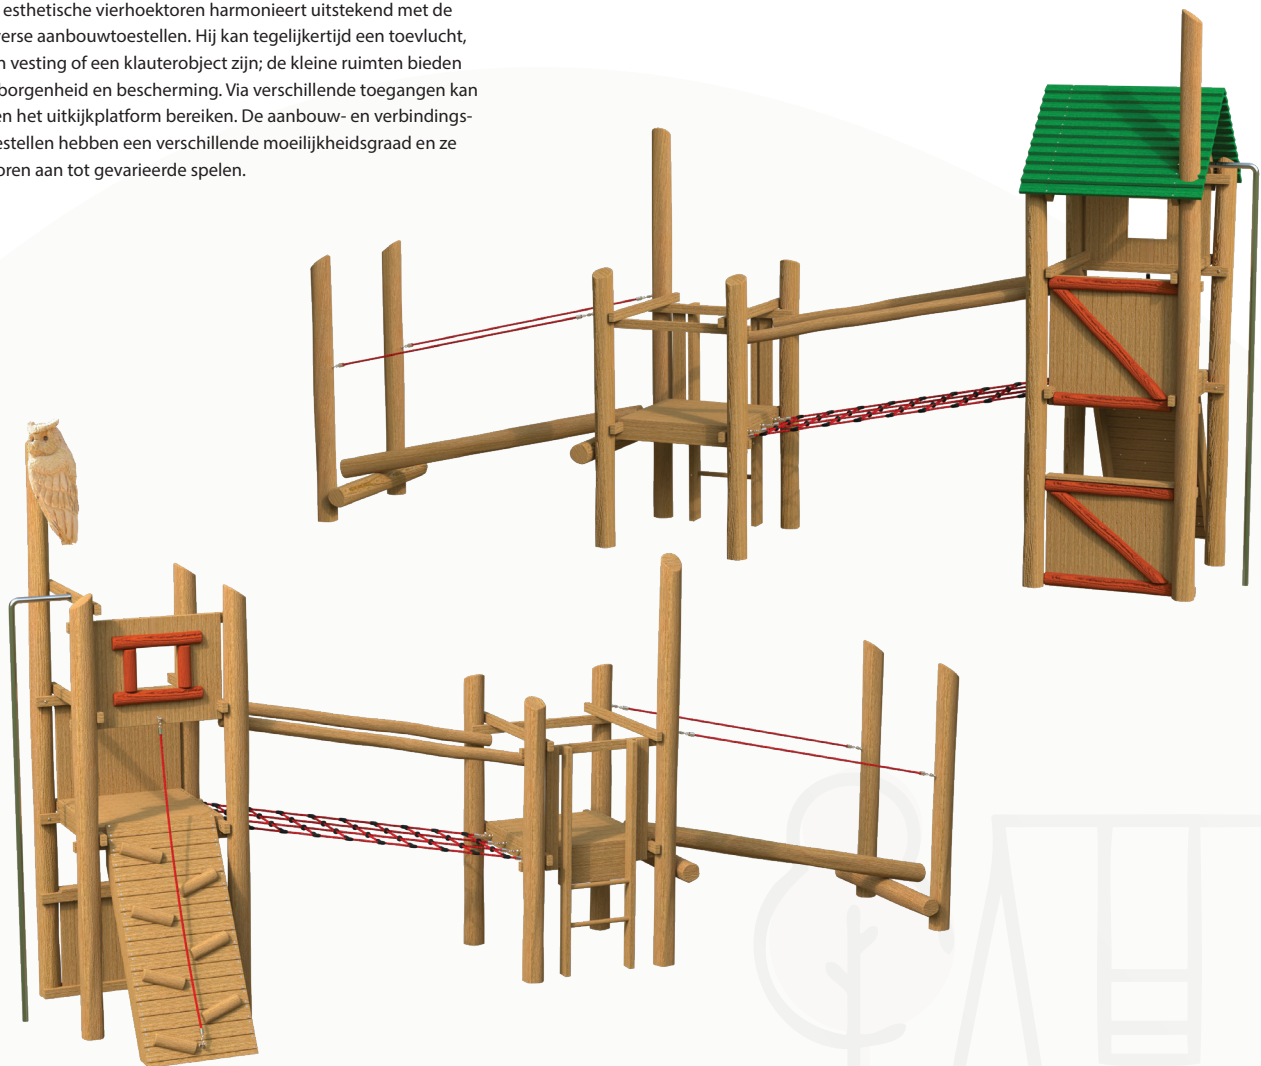 esthetische vierhoektoren harmonieert uitstekend met de
erse aanbouwtoestellen. Hij kan tegelijkertijd een toevlucht,
n vesting of een klauterobject zijn; de kleine ruimten bieden
borgenheid en bescherming. Via verschillende toegangen kan
en het uitkijkplatform bereiken. De aanbouw- en verbindings-
estellen hebben een verschillende moeilijkheidsgraad en ze
oren aan tot gevarieerde spelen.